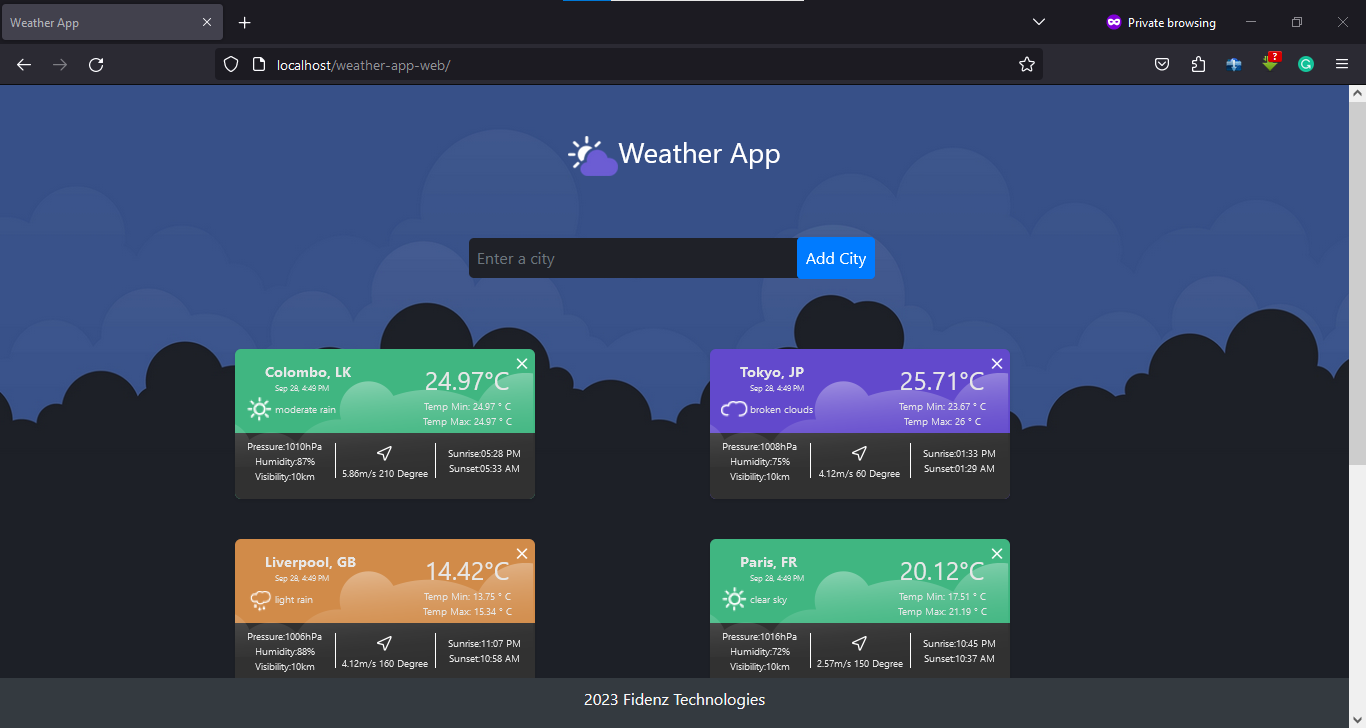 Weather App
Private browsing
localhost/weather-app-web/
?
Weather App
Enter a city
Add City
Colombo, LK
Sep 28, 4:49 PM
24.97°C
moderate rain
Temp Min: 24.97 ° C
Temp Max: 24.97 ° C
Pressure:1010hPa
Humidity:87%
Visibility:10km
5.86m/s 210 Degree
Sunrise:05:28 PM
Sunset:05:33 AM
Tokyo, JP
Sep 28, 4:49 PM
25.71°C
broken clouds
Temp Min: 23.67 ° C
Temp Max: 26 ° C
Pressure:1008hPa
Humidity:75%
Visibility:10km
4.12m/s 60 Degree
Sunrise:01:33 PM
Sunset:01:29 AM
Liverpool, GB
Sep 28, 4:49 PM
14.42°C
light rain
Temp Min: 13.75 ° C
Temp Max: 15.34 ° C
Pressure:1006hPa
Humidity:88%
Visibility:10km
4.12m/s 160 Degree
Sunrise:11:07 PM
Sunset:10:58 AM
Paris, FR
Sep 28, 4:49 PM
20.12°C
clear sky
Temp Min: 17.51 ° C
Temp Max: 21.19 ° C
Pressure:1016hPa
Humidity:72%
Visibility:10km
2.57m/s 150 Degree
Sunrise:10:45 PM
Sunset:10:37 AM
2023 Fidenz Technologies